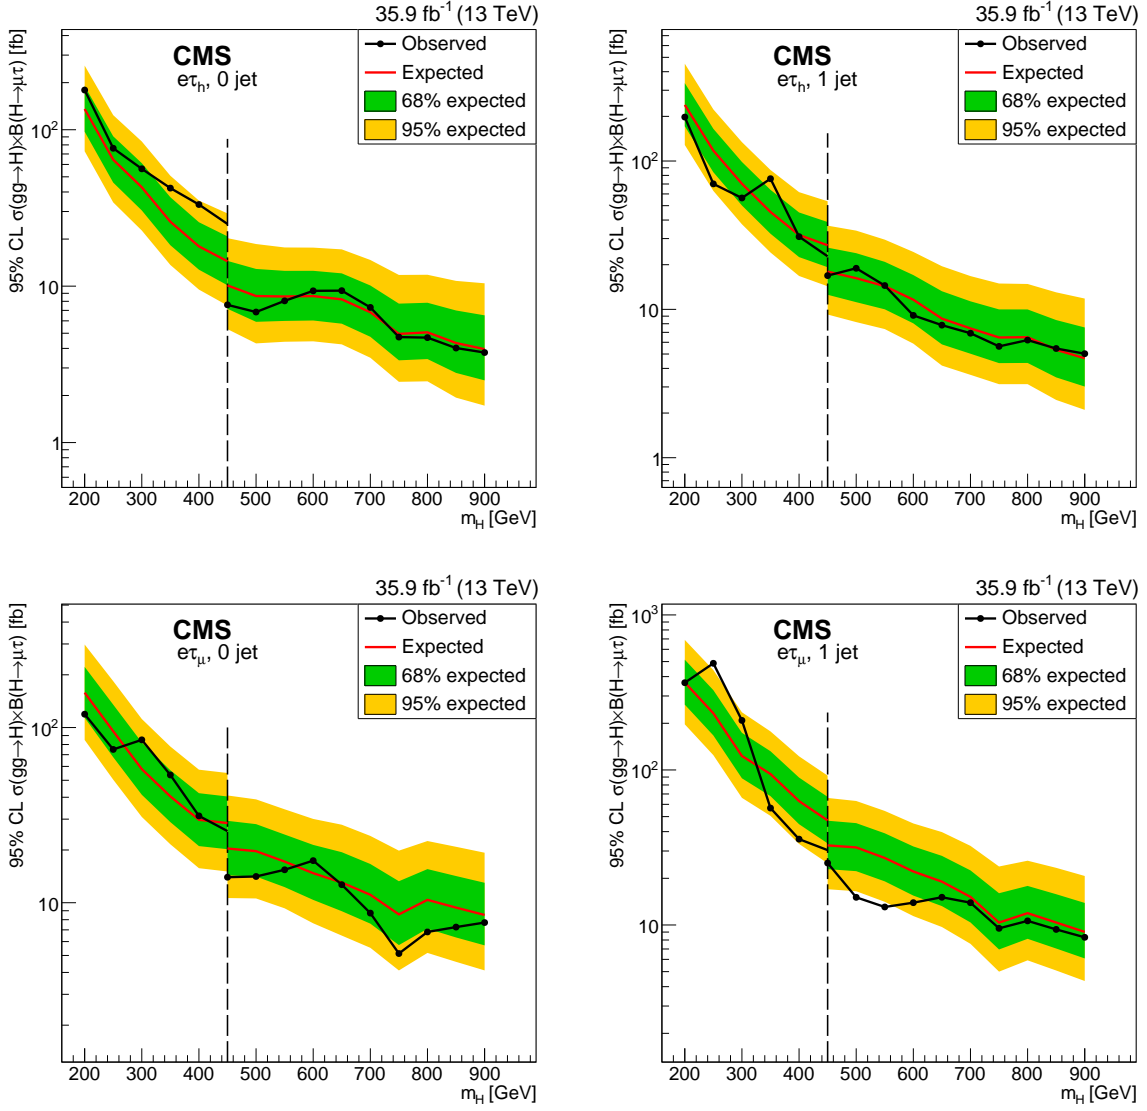 35.9 fb⁻¹ (13 TeV)
95% CL σ(gg→H)×B(H→μτ) [fb]
CMS
eτₕ, 0 jet
Observed
Expected
68% expected
95% expected
10²
10
1
200 300 400 500 600 700 800 900
m_H [GeV]
35.9 fb⁻¹ (13 TeV)
95% CL σ(gg→H)×B(H→μτ) [fb]
CMS
eτₕ, 1 jet
Observed
Expected
68% expected
95% expected
10²
10
1
200 300 400 500 600 700 800 900
m_H [GeV]
35.9 fb⁻¹ (13 TeV)
95% CL σ(gg→H)×B(H→μτ) [fb]
CMS
eτ_μ, 0 jet
Observed
Expected
68% expected
95% expected
10²
10
200 300 400 500 600 700 800 900
m_H [GeV]
35.9 fb⁻¹ (13 TeV)
95% CL σ(gg→H)×B(H→μτ) [fb]
CMS
eτ_μ, 1 jet
Observed
Expected
68% expected
95% expected
10³
10²
10
200 300 400 500 600 700 800 900
m_H [GeV]